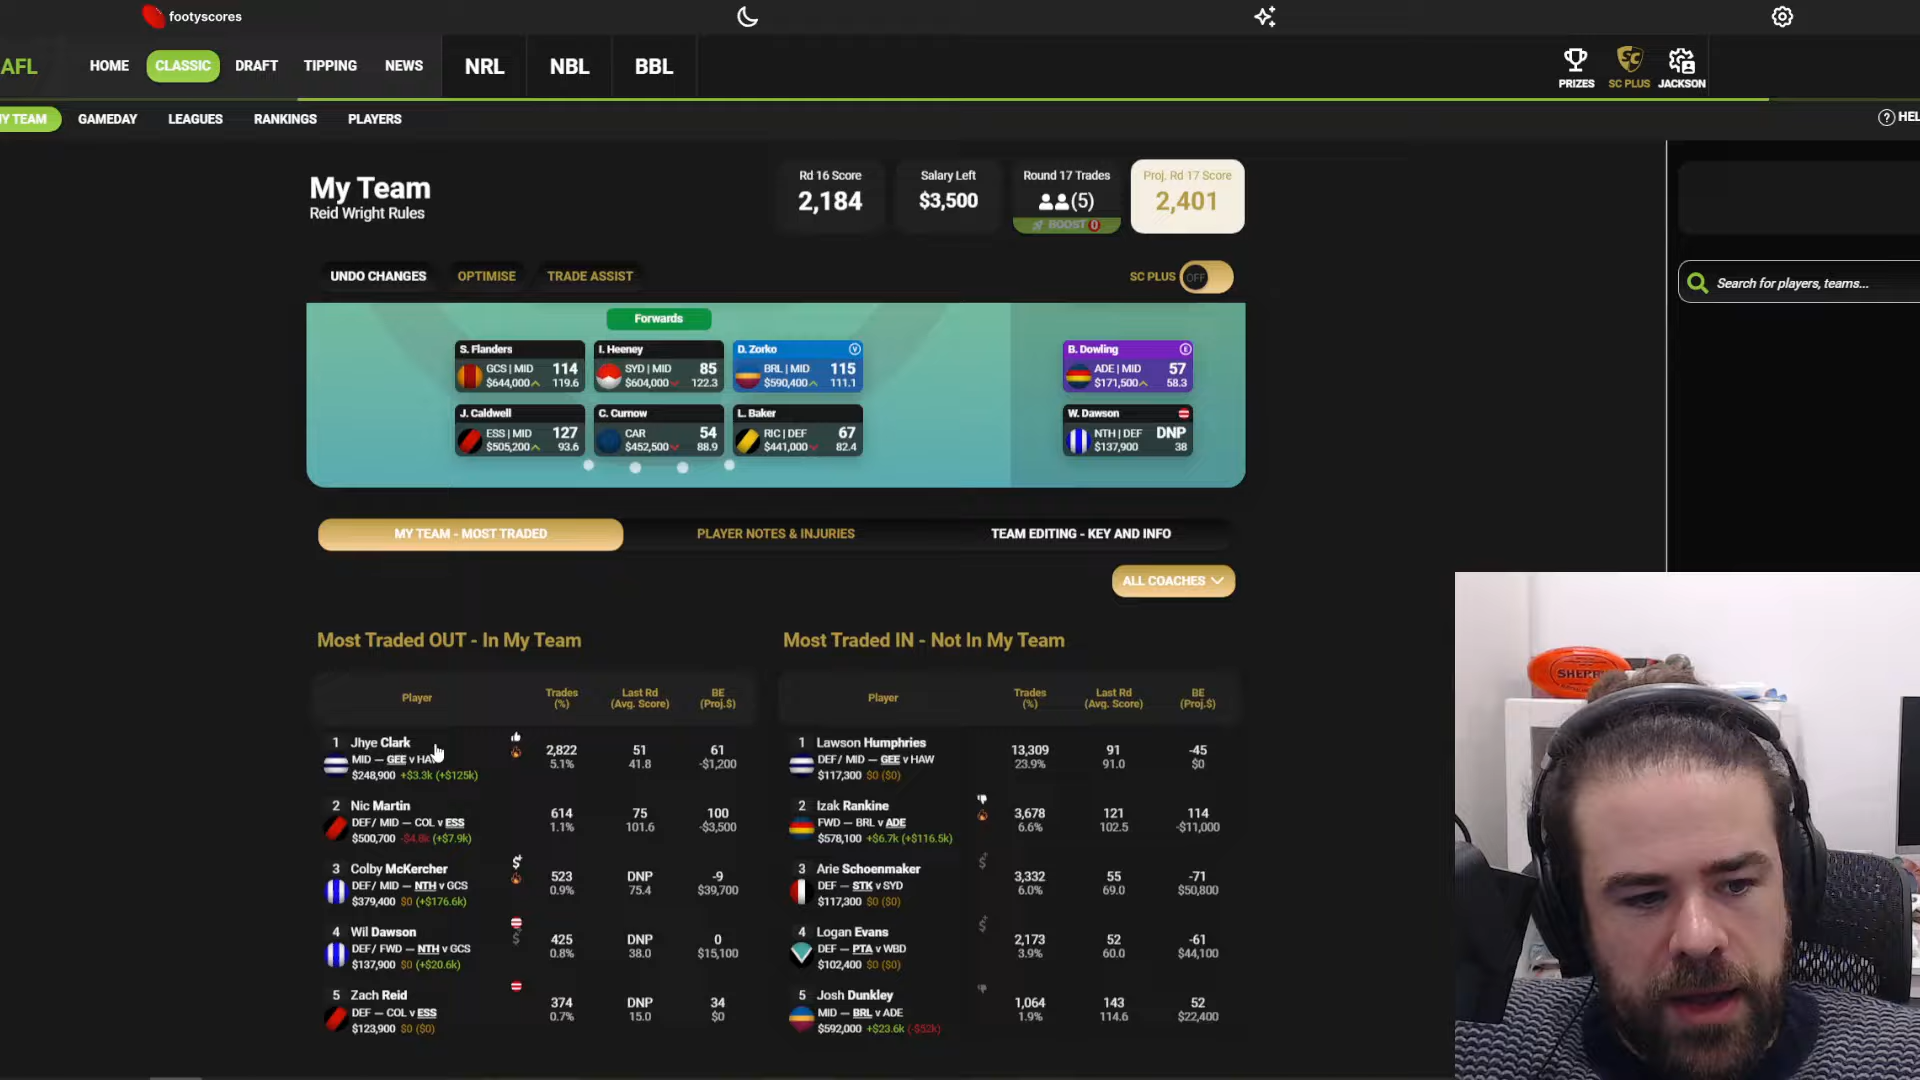 footyscores
AFL
HOME
CLASSIC
DRAFT
TIPPING
NEWS
NRL
NBL
BBL
PRIZES
SC PLUS
JACKSON
MY TEAM
GAMEDAY
LEAGUES
RANKINGS
PLAYERS
HEL
My Team
Reid Wright Rules
Rd 16 Score
2,184
Salary Left
$3,500
Round 17 Trades
(5)
BOOST 0
Proj. Rd 17 Score
2,401
UNDO CHANGES
OPTIMISE
TRADE ASSIST
SC PLUS OFF
Search for players, teams...
Forwards
S. Flanders
GCS | MID 114
$644,000 119.6
I. Heeney
SYD | MID 85
$604,000 122.3
D. Zorko V
BRL | MID 115
$590,400 111.1
B. Dowling E
ADE | MID 57
$171,500 58.3
J. Caldwell
ESS | MID 127
$505,200 93.6
C. Curnow
CAR 54
$452,500 88.9
L. Baker
RIC | DEF 67
$441,000 82.4
W. Dawson
NTH | DEF DNP
$137,900 38
MY TEAM - MOST TRADED
PLAYER NOTES & INJURIES
TEAM EDITING - KEY AND INFO
ALL COACHES
Most Traded OUT - In My Team
Player Trades (%) Last Rd (Avg. Score) BE (Proj.$)
1 Jhye Clark
MID — GEE v HAW
$248,900 +$3.3k (+$125k)
2,822 51 61
5.1% 41.8 -$1,200
2 Nic Martin
DEF/ MID — COL v ESS
$500,700 -$4.8k (+$7.9k)
614 75 100
1.1% 101.6 -$3,500
3 Colby McKercher
DEF/ MID — NTH v GCS
$379,400 $0 (+$176.6k)
523 DNP -9
0.9% 75.4 $39,700
4 Wil Dawson
DEF/ FWD — NTH v GCS
$137,900 $0 (+$20.6k)
425 DNP 0
0.8% 38.0 $15,100
5 Zach Reid
DEF — COL v ESS
$123,900 $0 ($0)
374 DNP 34
0.7% 15.0 $0
Most Traded IN - Not In My Team
Player Trades (%) Last Rd (Avg. Score) BE (Proj.$)
1 Lawson Humphries
DEF/ MID — GEE v HAW
$117,300 $0 ($0)
13,309 91 -45
23.9% 91.0 $0
2 Izak Rankine
FWD — BRL v ADE
$578,100 +$6.7k (+$116.5k)
3,678 121 114
6.6% 102.5 -$11,000
3 Arie Schoenmaker
DEF — STK v SYD
$117,300 $0 ($0)
3,332 55 -71
6.0% 69.0 $50,800
4 Logan Evans
DEF — PTA v WBD
$102,400 $0 ($0)
2,173 52 -61
3.9% 60.0 $44,100
5 Josh Dunkley
MID — BRL v ADE
$592,000 +$23.6k (-$52k)
1,064 143 52
1.9% 114.6 $22,400